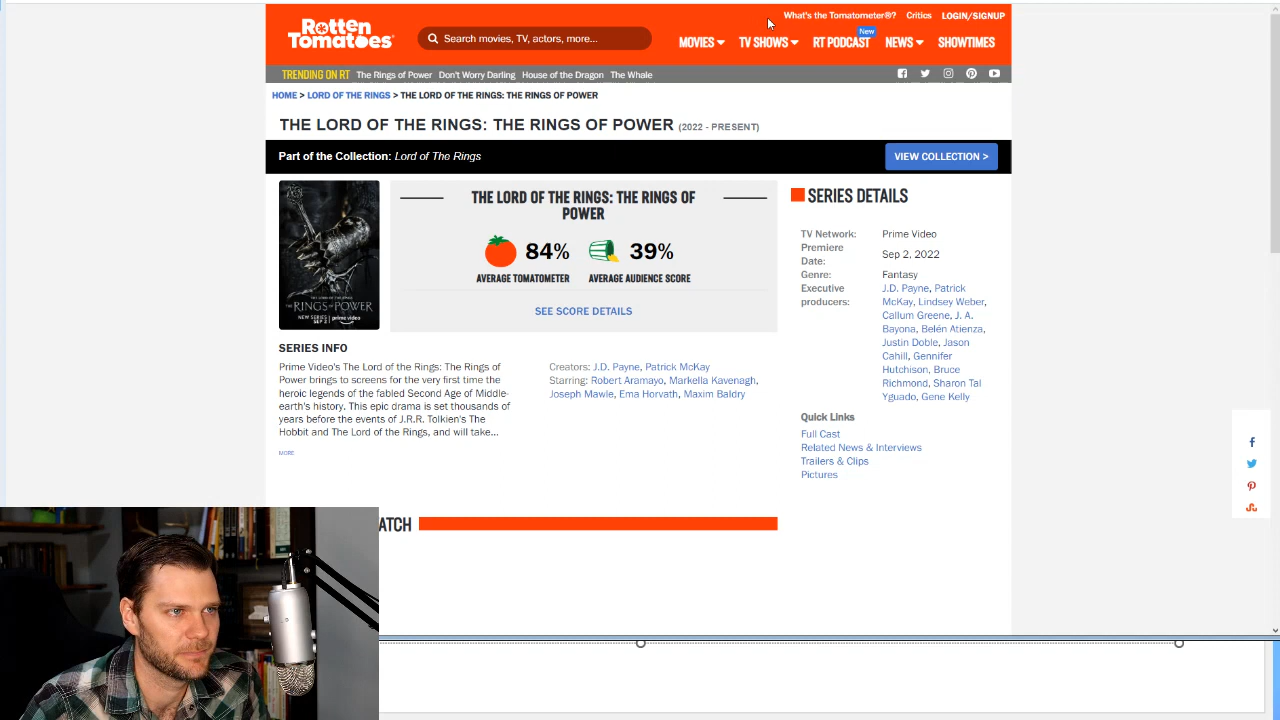 What's the Tomatometer®? Critics LOGIN/SIGNUP
Rotten
Tomatoes
Search movies, TV, actors, more...
New
MOVIES TV SHOWS RT PODCAST NEWS SHOWTIMES
TRENDING ON RT The Rings of Power Don't Worry Darling House of the Dragon The Whale
HOME > LORD OF THE RINGS > THE LORD OF THE RINGS: THE RINGS OF POWER
THE LORD OF THE RINGS: THE RINGS OF POWER (2022 - PRESENT)
Part of the Collection: Lord of The Rings
VIEW COLLECTION >
THE RINGS OF POWER
NEW SERIES
SEP 2 prime video
THE LORD OF THE RINGS: THE RINGS OF
POWER
84% 39%
AVERAGE TOMATOMETER AVERAGE AUDIENCE SCORE
SEE SCORE DETAILS
SERIES INFO
Prime Video's The Lord of the Rings: The Rings of
Power brings to screens for the very first time the
heroic legends of the fabled Second Age of Middle-
earth's history. This epic drama is set thousands of
years before the events of J.R.R. Tolkien's The
Hobbit and The Lord of the Rings, and will take...
MORE
Creators: J.D. Payne, Patrick McKay
Starring: Robert Aramayo, Markella Kavenagh,
Joseph Mawle, Ema Horvath, Maxim Baldry
SERIES DETAILS
TV Network: Prime Video
Premiere
Date: Sep 2, 2022
Genre: Fantasy
Executive
producers: J.D. Payne, Patrick
McKay, Lindsey Weber,
Callum Greene, J. A.
Bayona, Belén Atienza,
Justin Doble, Jason
Cahill, Gennifer
Hutchison, Bruce
Richmond, Sharon Tal
Yguado, Gene Kelly
Quick Links
Full Cast
Related News & Interviews
Trailers & Clips
Pictures
ATCH